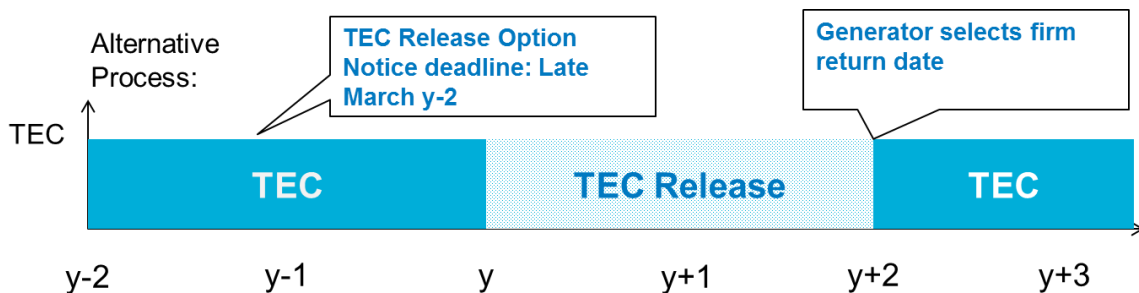 Alternative
Process:
TEC Release Option
Notice deadline: Late
March y-2
Generator selects firm
return date
TEC
TEC
TEC Release
TEC
y-2
y-1
y
y+1
y+2
y+3